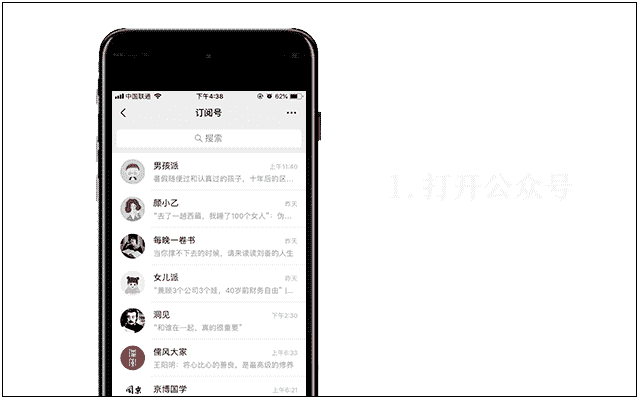 中国联通 下午4:38 62%
订阅号
搜索
男孩派 上午11:40
暑假随便过和认真过的孩子，十年后的区...
颜小乙 昨天
“去了一趟西藏，我睡了100个女人”：伪...
每晚一卷书 昨天
当你撑不下去的时候，请来读读刘备的人生
女儿派 昨天
“兼顾3个公司3个娃，40岁前财务自由” (...
洞见 下午2:30
“和谁在一起，真的很重要”
儒风大家 上午6:33
王阳明：将心比心的善良，是最高级的修养
京博国学 上午6:31
1.打开公众号